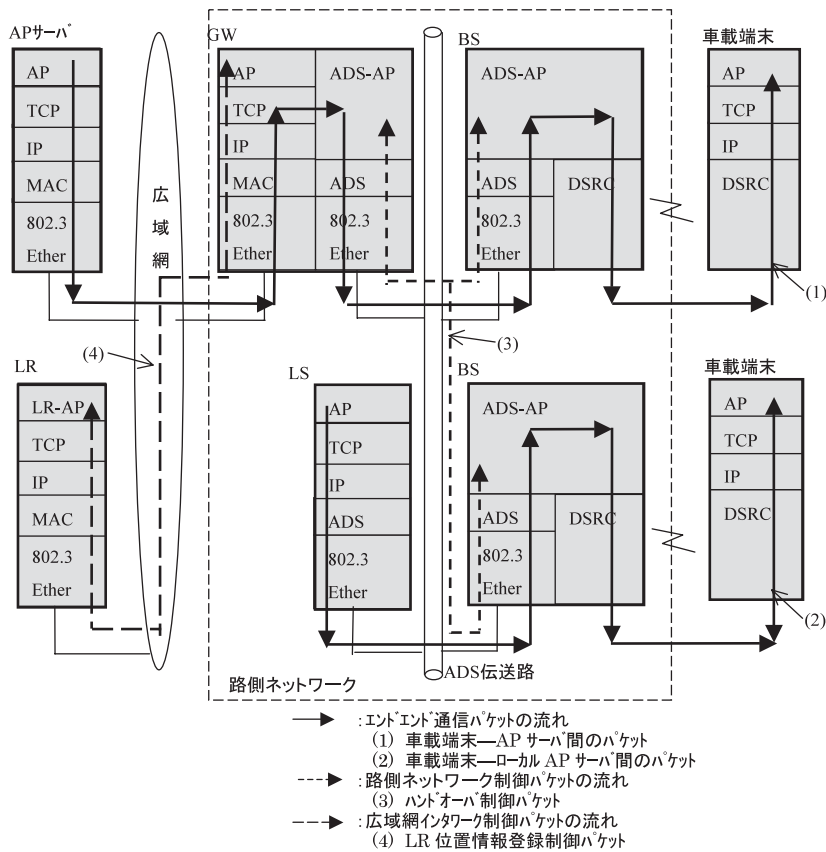 APサーバ
AP
TCP
IP
MAC
802.3
Ether
広域網
GW
AP
TCP
IP
MAC
802.3
Ether
ADS-AP
ADS
802.3
Ether
BS
ADS-AP
ADS
802.3
Ether
DSRC
車載端末
AP
TCP
IP
DSRC
(1)
(4)
(3)
LR
LR-AP
TCP
IP
MAC
802.3
Ether
LS
AP
TCP
IP
ADS
802.3
Ether
BS
ADS-AP
ADS
802.3
Ether
DSRC
車載端末
AP
TCP
IP
DSRC
(2)
路側ネットワーク
ADS伝送路
:エンドエンド通信パケットの流れ
(1) 車載端末―APサーバ間のパケット
(2) 車載端末―ローカルAPサーバ間のパケット
:路側ネットワーク制御パケットの流れ
(3) ハンドオーバ制御パケット
:広域網インタワーク制御パケットの流れ
(4) LR位置情報登録制御パケット